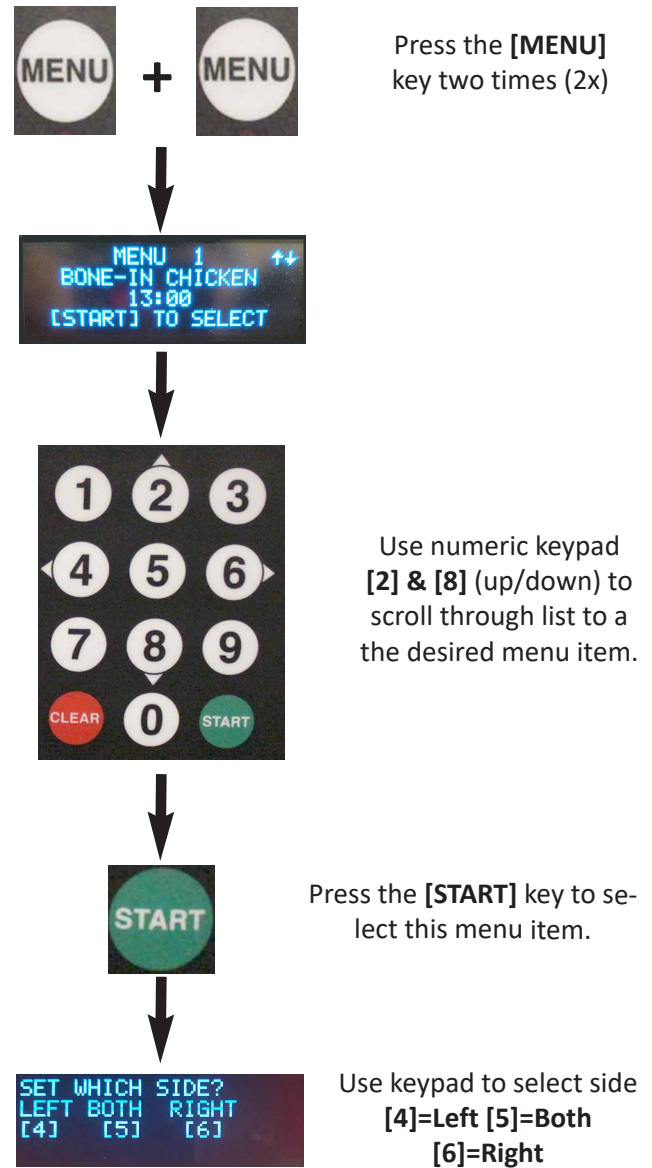 MENU + MENU
Press the [MENU]
key two times (2x)
MENU 1 ↑↓
BONE-IN CHICKEN
13:00
[START] TO SELECT
1 2 3
4 5 6
7 8 9
CLEAR 0 START
Use numeric keypad
[2] & [8] (up/down) to
scroll through list to a
the desired menu item.
START
Press the [START] key to se-
lect this menu item.
SET WHICH SIDE?
LEFT BOTH RIGHT
[4] [5] [6]
Use keypad to select side
[4]=Left [5]=Both
[6]=Right